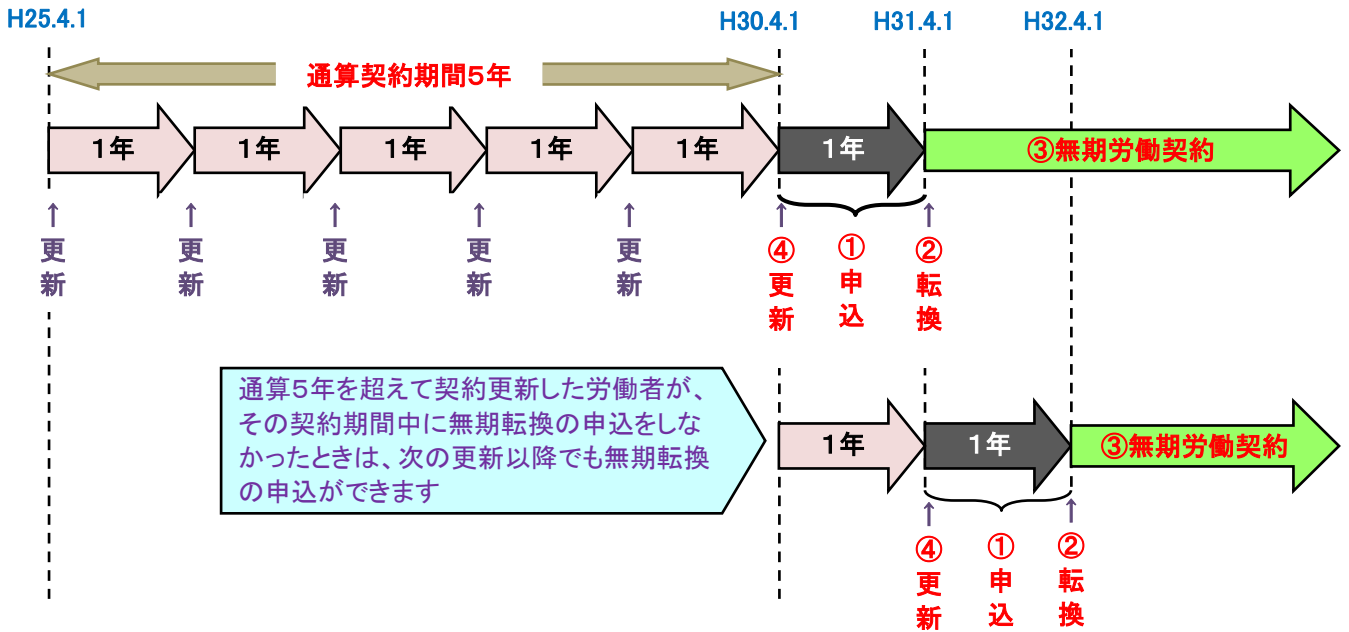 H25.4.1
H30.4.1
H31.4.1
H32.4.1
通算契約期間5年
1年
1年
1年
1年
1年
1年
③無期労働契約
↑更新
↑更新
↑更新
↑更新
↑更新
↑④更新
①申込
↑②転換
通算5年を超えて契約更新した労働者が、
その契約期間中に無期転換の申込をしな
かったときは、次の更新以降でも無期転換
の申込ができます
1年
1年
③無期労働契約
↑④更新
①申込
↑②転換